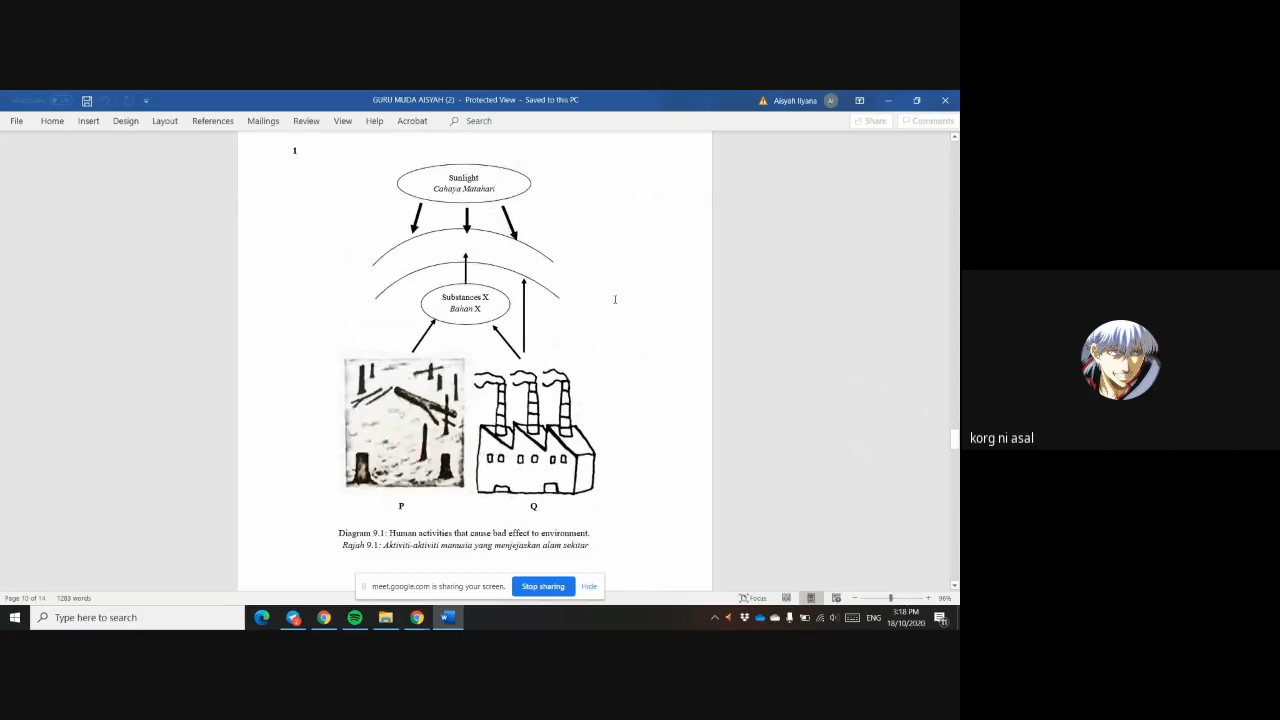 GURU MUDA AISYAH (2) - Protected View - Saved to this PC
Aisyah Ilyana
AI
File Home Insert Design Layout References Mailings Review View Help Acrobat Search
Share Comments
1
Sunlight
Cahaya Matahari
Substances X
Bahan X
P Q
Diagram 9.1: Human activities that cause bad effect to environment.
Rajah 9.1: Aktiviti-aktiviti manusia yang menjejazkan alam sekitar
meet.google.com is sharing your screen. Stop sharing Hide
Page 10 of 14 1283 words
Focus
96%
Type here to search
ENG
3:18 PM
18/10/2020
korg ni asal